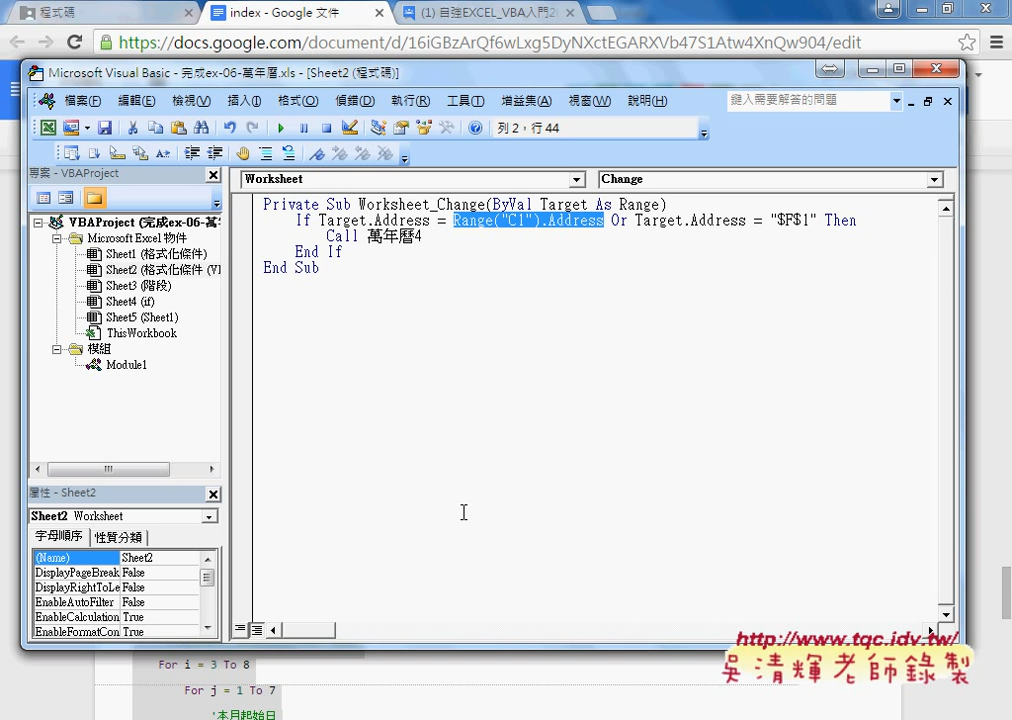 程式碼
index - Google 文件
(1) 自強EXCEL_VBA入門2
https://docs.google.com/document/d/16iGBzArQf6wLxg5DyNXctEGARXVb47S1Atw4XnQw904/edit
Microsoft Visual Basic - 完成ex-06-萬年曆.xls - [Sheet2 (程式碼)]
檔案(F) 編輯(E) 檢視(V) 插入(I) 格式(O) 偵錯(D) 執行(R) 工具(T) 增益集(A) 視窗(W) 說明(H)
鍵入需要解答的問題
列 2，行 44
專案 - VBAProject
VBAProject (完成ex-06-萬
Microsoft Excel 物件
Sheet1 (格式化條件)
Sheet2 (格式化條件 (VI
Sheet3 (階段)
Sheet4 (if)
Sheet5 (Sheet1)
ThisWorkbook
模組
Module1
屬性 - Sheet2
Sheet2 Worksheet
字母順序 性質分類
(Name) Sheet2
DisplayPageBreak False
DisplayRightToLe False
EnableAutoFilter False
EnableCalculation True
EnableFormatCon True
Worksheet
Change
Private Sub Worksheet_Change(ByVal Target As Range)
If Target.Address = Range("C1").Address Or Target.Address = "$F$1" Then
Call 萬年曆4
End If
End Sub
http://www.tqc.idv.tw/
吳清輝老師錄製
For i = 3 To 8
For j = 1 To 7
'本月起始日